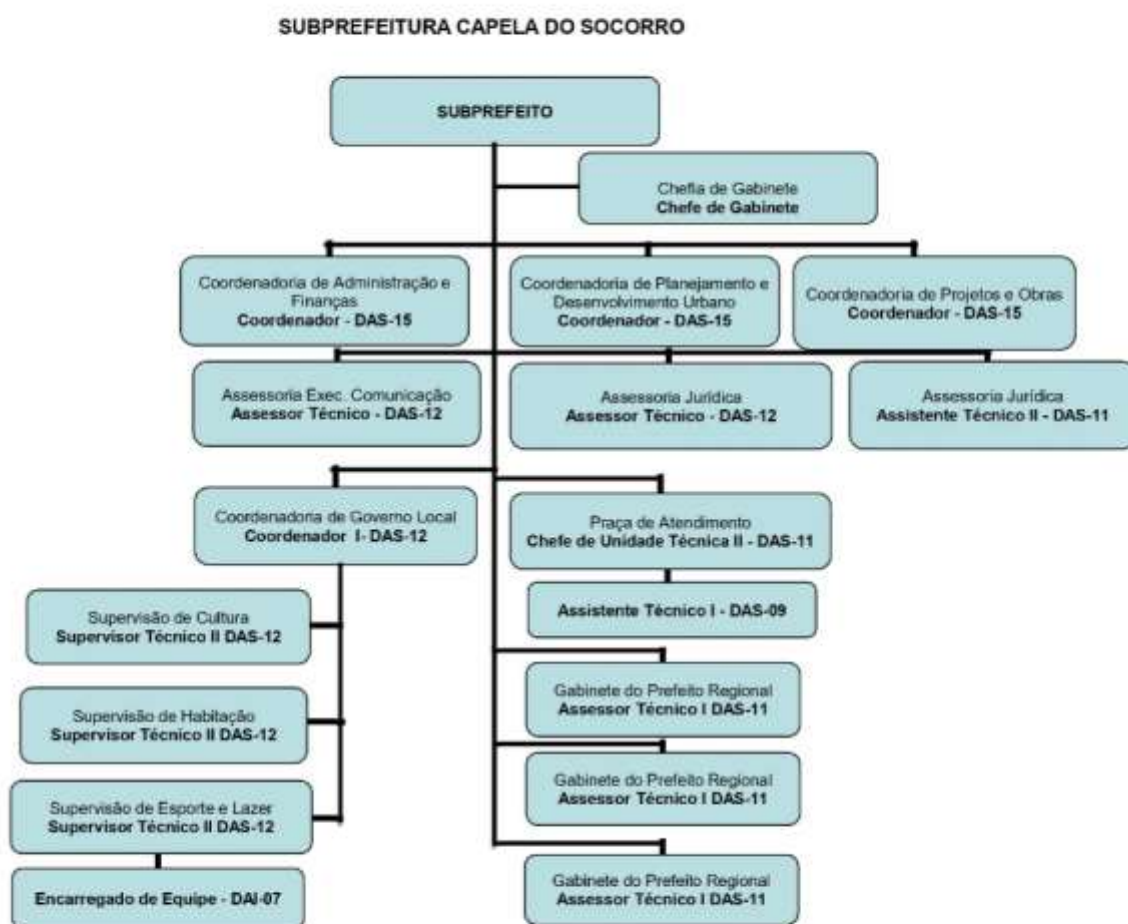 SUBPREFEITURA CAPELA DO SOCORRO
SUBPREFEITO
Chefia de Gabinete
Chefe de Gabinete
Coordenadoria de Administração e
Finanças
Coordenador - DAS-15
Coordenadoria de Planejamento e
Desenvolvimento Urbano
Coordenador - DAS-15
Coordenadoria de Projetos e Obras
Coordenador - DAS-15
Assessoria Exec. Comunicação
Assessor Técnico - DAS-12
Assessoria Jurídica
Assessor Técnico - DAS-12
Assessoria Jurídica
Assistente Técnico II - DAS-11
Coordenadoria de Governo Local
Coordenador I- DAS-12
Praça de Atendimento
Chefe de Unidade Técnica II - DAS-11
Assistente Técnico I - DAS-09
Supervisão de Cultura
Supervisor Técnico II DAS-12
Supervisão de Habitação
Supervisor Técnico II DAS-12
Supervisão de Esporte e Lazer
Supervisor Técnico II DAS-12
Encarregado de Equipe - DAI-07
Gabinete do Prefeito Regional
Assessor Técnico I DAS-11
Gabinete do Prefeito Regional
Assessor Técnico I DAS-11
Gabinete do Prefeito Regional
Assessor Técnico I DAS-11